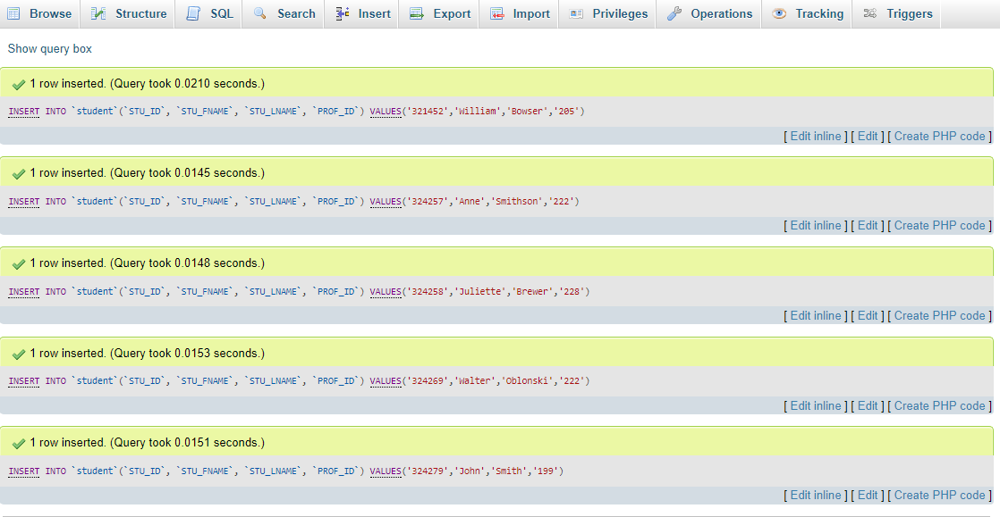 Browse Structure SQL Search Insert Export Import Privileges Operations Tracking Triggers
Show query box
1 row inserted. (Query took 0.0210 seconds.)
INSERT INTO `student`(`STU_ID`, `STU_FNAME`, `STU_LNAME`, `PROF_ID`) VALUES('321452','William','Bowser','205')
[ Edit inline ] [ Edit ] [ Create PHP code ]
1 row inserted. (Query took 0.0145 seconds.)
INSERT INTO `student`(`STU_ID`, `STU_FNAME`, `STU_LNAME`, `PROF_ID`) VALUES('324257','Anne','Smithson','222')
[ Edit inline ] [ Edit ] [ Create PHP code ]
1 row inserted. (Query took 0.0148 seconds.)
INSERT INTO `student`(`STU_ID`, `STU_FNAME`, `STU_LNAME`, `PROF_ID`) VALUES('324258','Juliette','Brewer','228')
[ Edit inline ] [ Edit ] [ Create PHP code ]
1 row inserted. (Query took 0.0153 seconds.)
INSERT INTO `student`(`STU_ID`, `STU_FNAME`, `STU_LNAME`, `PROF_ID`) VALUES('324269','Walter','Oblonski','222')
[ Edit inline ] [ Edit ] [ Create PHP code ]
1 row inserted. (Query took 0.0151 seconds.)
INSERT INTO `student`(`STU_ID`, `STU_FNAME`, `STU_LNAME`, `PROF_ID`) VALUES('324279','John','Smith','199')
[ Edit inline ] [ Edit ] [ Create PHP code ]